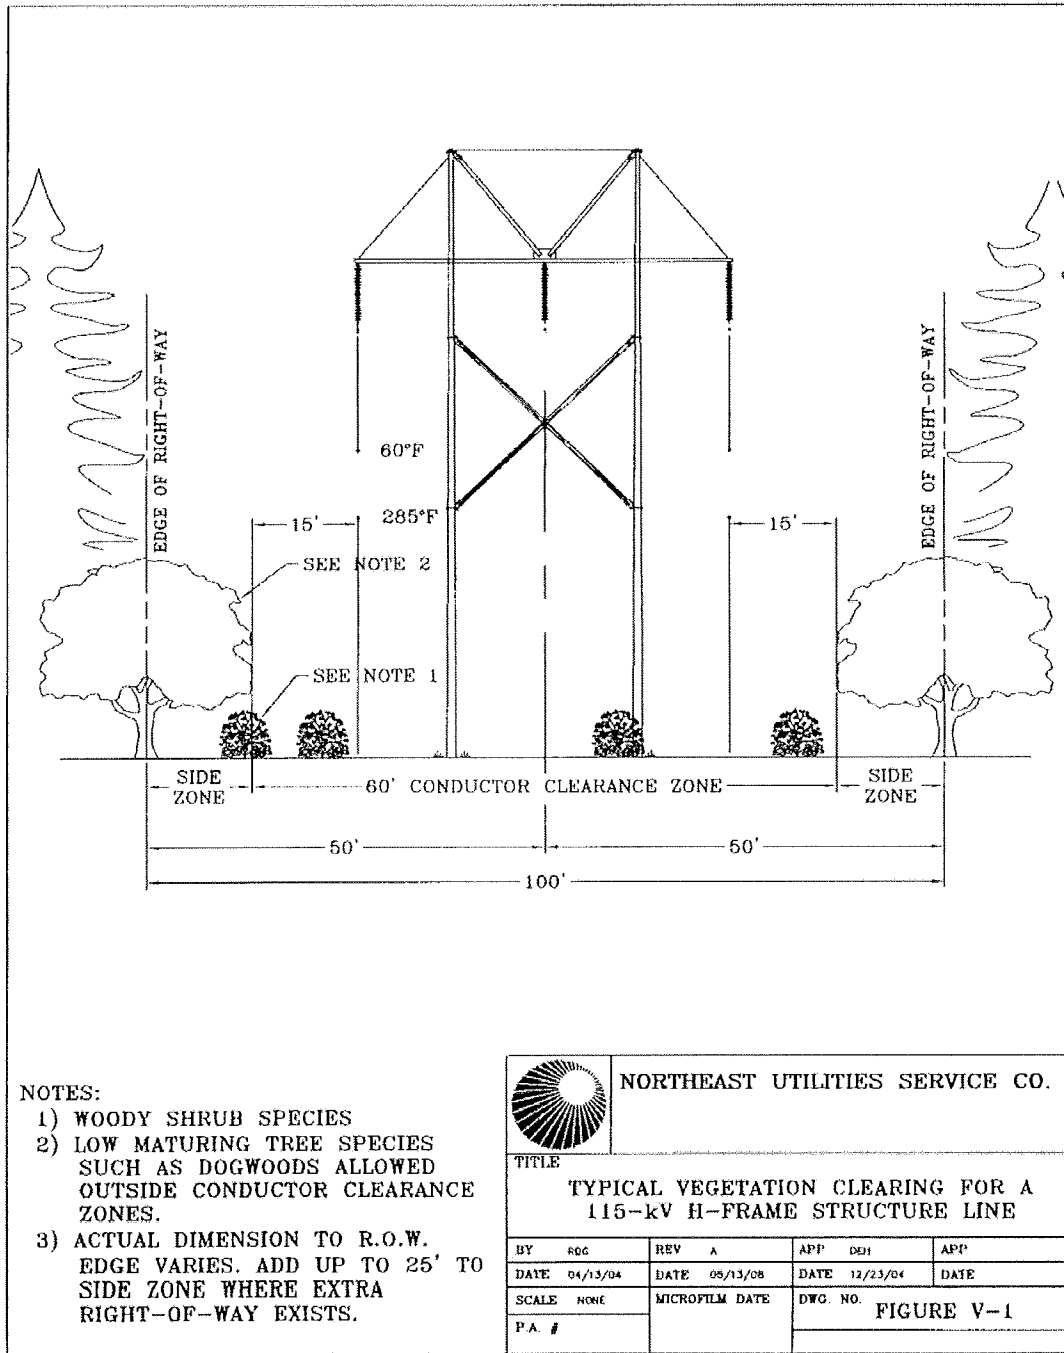 EDGE OF RIGHT-OF-WAY
EDGE OF RIGHT-OF-WAY
60°F
285°F
15'
15'
SEE NOTE 2
SEE NOTE 1
SIDE
ZONE
60' CONDUCTOR CLEARANCE ZONE
SIDE
ZONE
50'
50'
100'
NOTES:
1) WOODY SHRUB SPECIES
2) LOW MATURING TREE SPECIES
SUCH AS DOGWOODS ALLOWED
OUTSIDE CONDUCTOR CLEARANCE
ZONES.
3) ACTUAL DIMENSION TO R.O.W.
EDGE VARIES. ADD UP TO 25' TO
SIDE ZONE WHERE EXTRA
RIGHT-OF-WAY EXISTS.
NORTHEAST UTILITIES SERVICE CO.
TITLE
TYPICAL VEGETATION CLEARING FOR A
115-kV H-FRAME STRUCTURE LINE
BY REV A APP APP
DATE 04/13/04 DATE 05/13/08 DATE 12/23/04 DATE
SCALE NONE MICROFILM DATE DWG. NO. FIGURE V-1
P.A. #